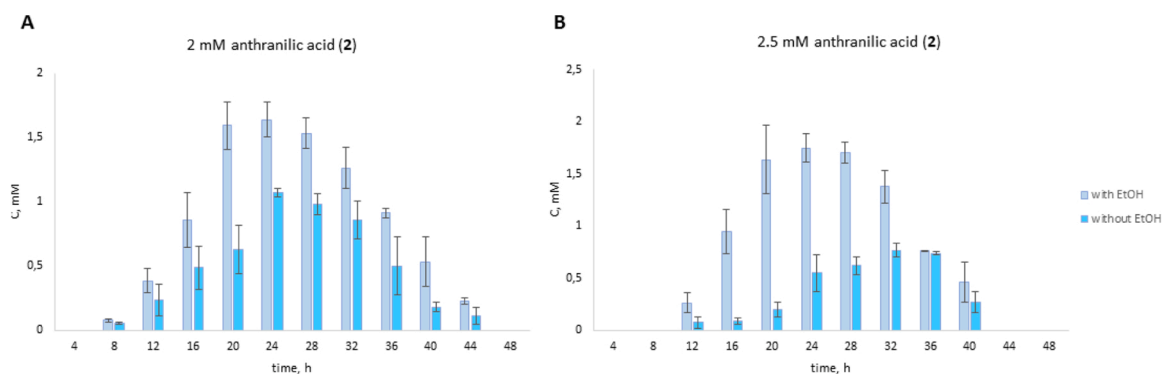 A
2 mM anthranilic acid (2)
2
1,5
1
0,5
0
C, mM
4 8 12 16 20 24 28 32 36 40 44 48
time, h
B
2.5 mM anthranilic acid (2)
2,5
2
1,5
1
0,5
0
C, mM
4 8 12 16 20 24 28 32 36 40 44 48
time, h
with EtOH
without EtOH